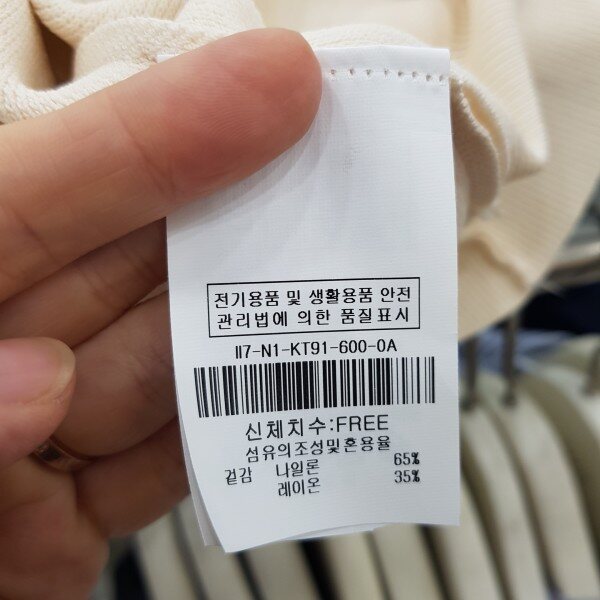 전기용품 및 생활용품 안전
관리법에 의한 품질표시
II7-N1-KT91-600-0A
신체치수:FREE
섬유의조성및혼용율
겉감 나일론 65%
레이온 35%